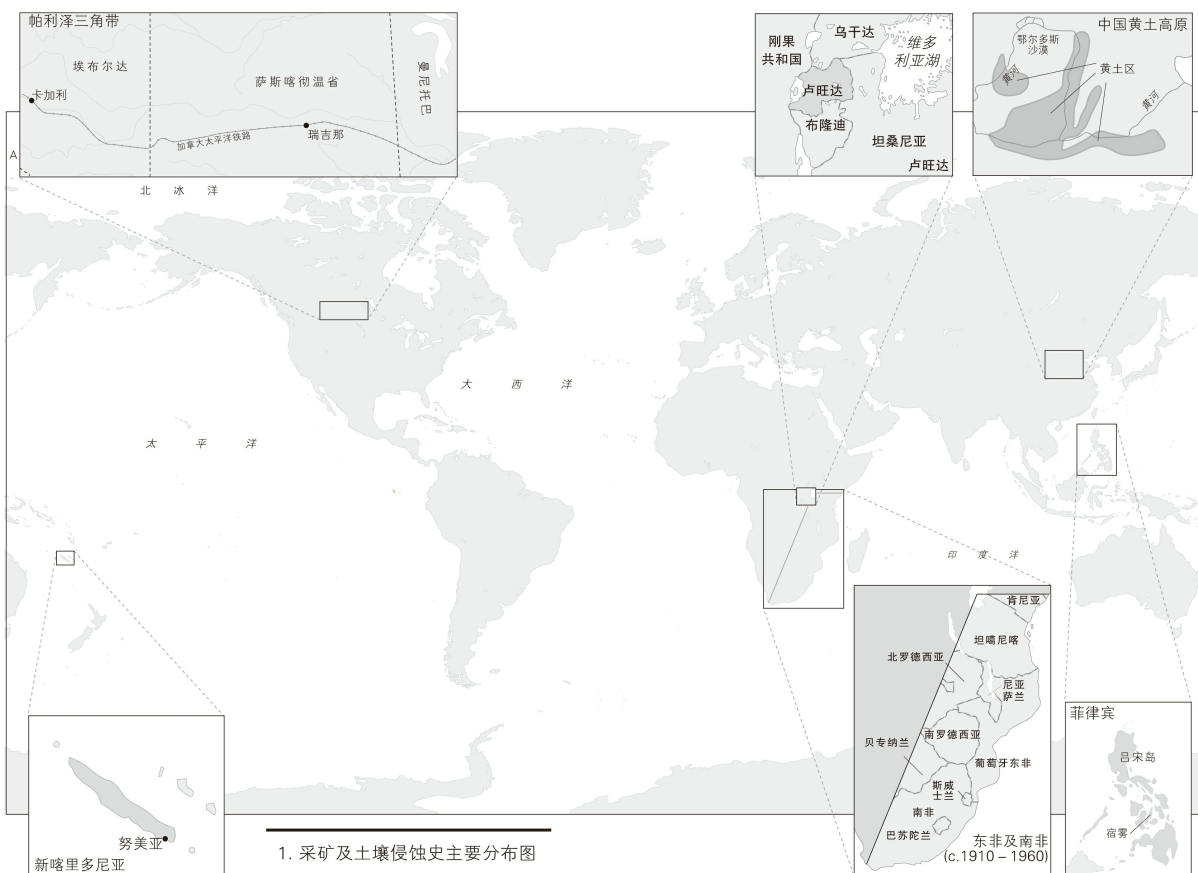 帕利泽三角带
埃布尔达
萨斯喀彻温省
曼尼托巴
卡加利
瑞吉那
加拿大太平洋铁路
A
乌干达
刚果
共和国
维多
利亚湖
卢旺达
布隆迪
坦桑尼亚
卢旺达
中国黄土高原
鄂尔多斯
沙漠
黄河
黄土区
黄河
北冰洋
大西洋
太平洋
印度洋
肯尼亚
坦噶尼喀
北罗德西亚
尼亚
萨兰
南罗德西亚
贝专纳兰
葡萄牙东非
斯威
士兰
南非
巴苏陀兰
东非及南非
(c.1910 – 1960)
菲律宾
吕宋岛
宿雾
努美亚
新喀里多尼亚
1. 采矿及土壤侵蚀史主要分布图